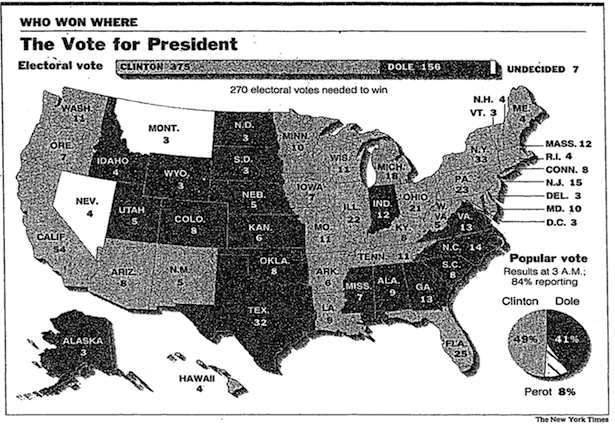 WHO WON WHERE
The Vote for President
Electoral vote
CLINTON 375
DOLE 156
UNDECIDED 7
270 electoral votes needed to win
WASH.
11
ORE.
7
CALIF.
54
NEV.
4
IDAHO
4
MONT.
3
WYO.
3
UTAH
5
COLO.
8
ARIZ.
8
N.M.
5
N.D.
3
S.D.
3
NEB.
5
KAN.
6
OKLA.
8
TEX.
32
MINN.
10
IOWA
7
MO.
11
ARK.
6
LA.
9
WIS.
11
ILL.
22
MICH.
18
IND.
12
OHIO
21
KY.
8
TENN. 11
MISS.
7
ALA.
9
GA.
13
FLA.
25
S.C.
8
N.C. 14
VA.
13
W.
VA.
5
PA.
23
N.Y.
33
ME.
4
N.H. 4
VT. 3
MASS. 12
R.I. 4
CONN. 8
N.J. 15
DEL. 3
MD. 10
D.C. 3
ALASKA
3
HAWAII
4
Popular vote
Results at 3 A.M.;
84% reporting
Clinton Dole
49% 41%
Perot 8%
The New York Times